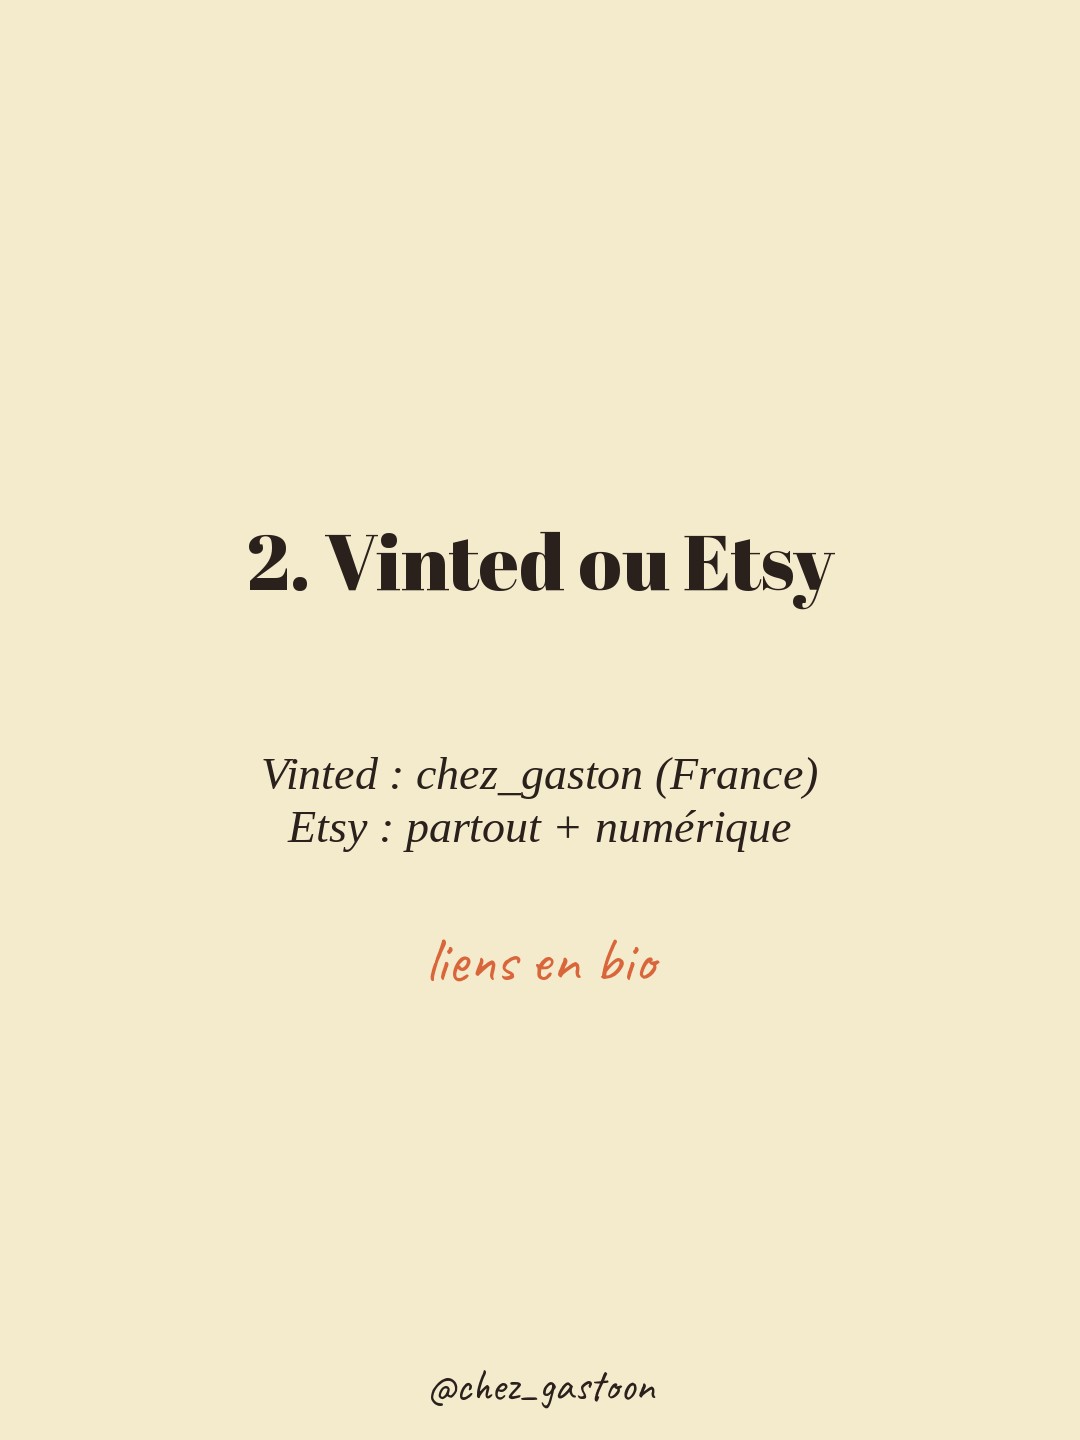 2. Vinted ou Etsy
Vinted : chez_gaston (France)
Etsy : partout + numérique
liens en bio
@chez_gastoon